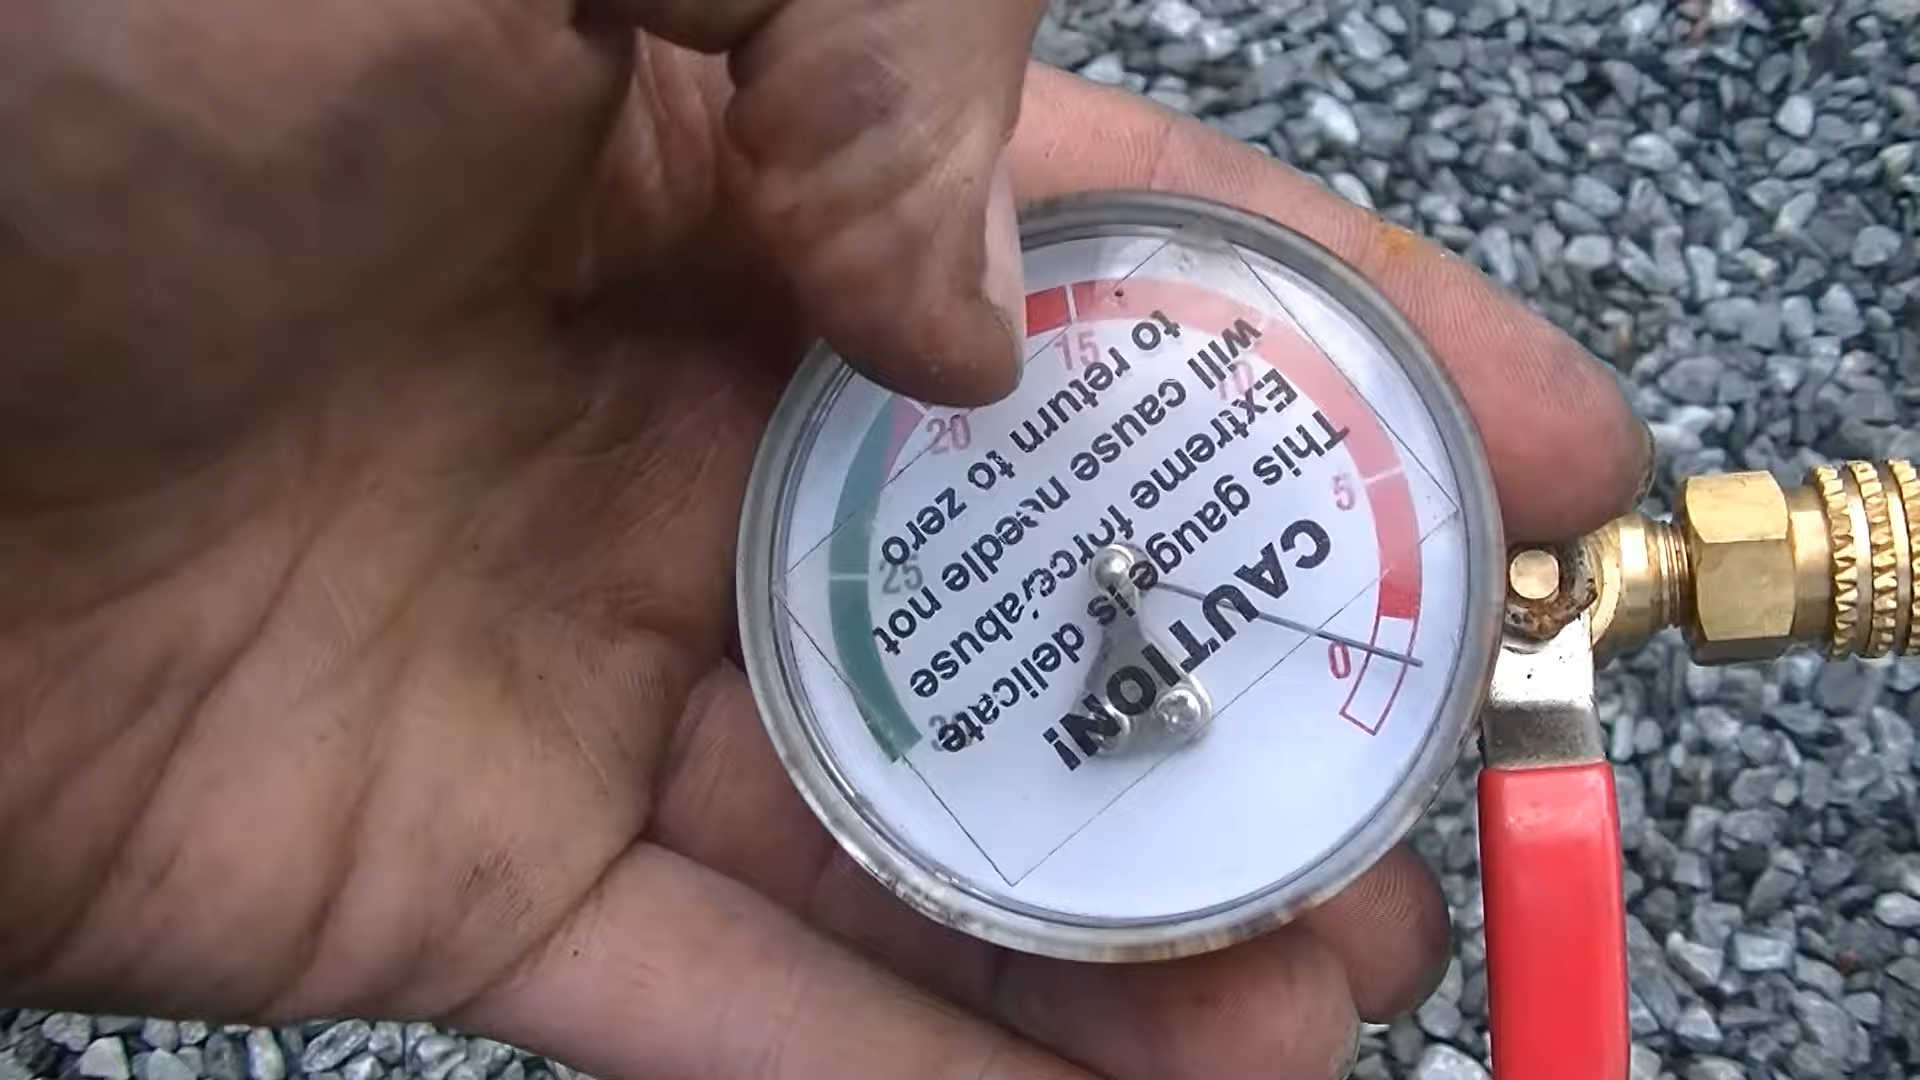 CAUTION!
This gauge is delicate
Extreme force/abuse
will cause needle not
to return to zero
0
5
10
15
20
25